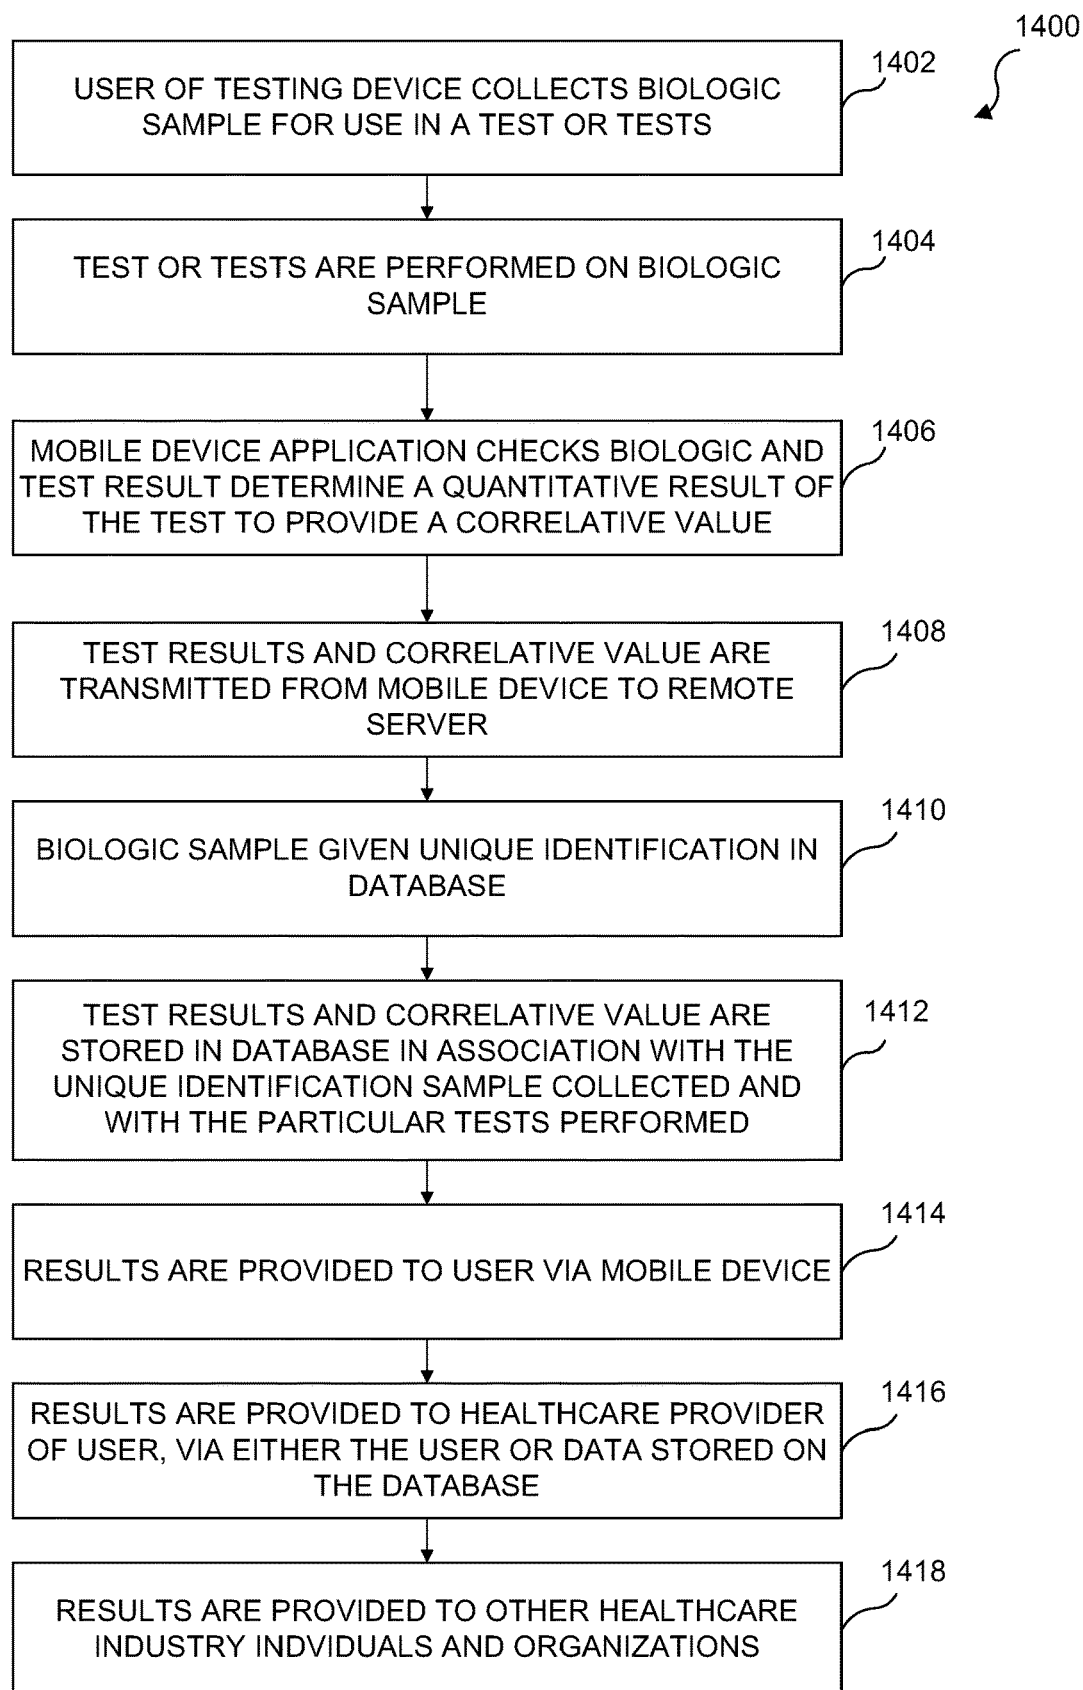 1400
1402
USER OF TESTING DEVICE COLLECTS BIOLOGIC
SAMPLE FOR USE IN A TEST OR TESTS
1404
TEST OR TESTS ARE PERFORMED ON BIOLOGIC
SAMPLE
1406
MOBILE DEVICE APPLICATION CHECKS BIOLOGIC AND
TEST RESULT DETERMINE A QUANTITATIVE RESULT OF
THE TEST TO PROVIDE A CORRELATIVE VALUE
1408
TEST RESULTS AND CORRELATIVE VALUE ARE
TRANSMITTED FROM MOBILE DEVICE TO REMOTE
SERVER
1410
BIOLOGIC SAMPLE GIVEN UNIQUE IDENTIFICATION IN
DATABASE
1412
TEST RESULTS AND CORRELATIVE VALUE ARE
STORED IN DATABASE IN ASSOCIATION WITH THE
UNIQUE IDENTIFICATION SAMPLE COLLECTED AND
WITH THE PARTICULAR TESTS PERFORMED
1414
RESULTS ARE PROVIDED TO USER VIA MOBILE DEVICE
1416
RESULTS ARE PROVIDED TO HEALTHCARE PROVIDER
OF USER, VIA EITHER THE USER OR DATA STORED ON
THE DATABASE
1418
RESULTS ARE PROVIDED TO OTHER HEALTHCARE
INDUSTRY INDVIDUALS AND ORGANIZATIONS